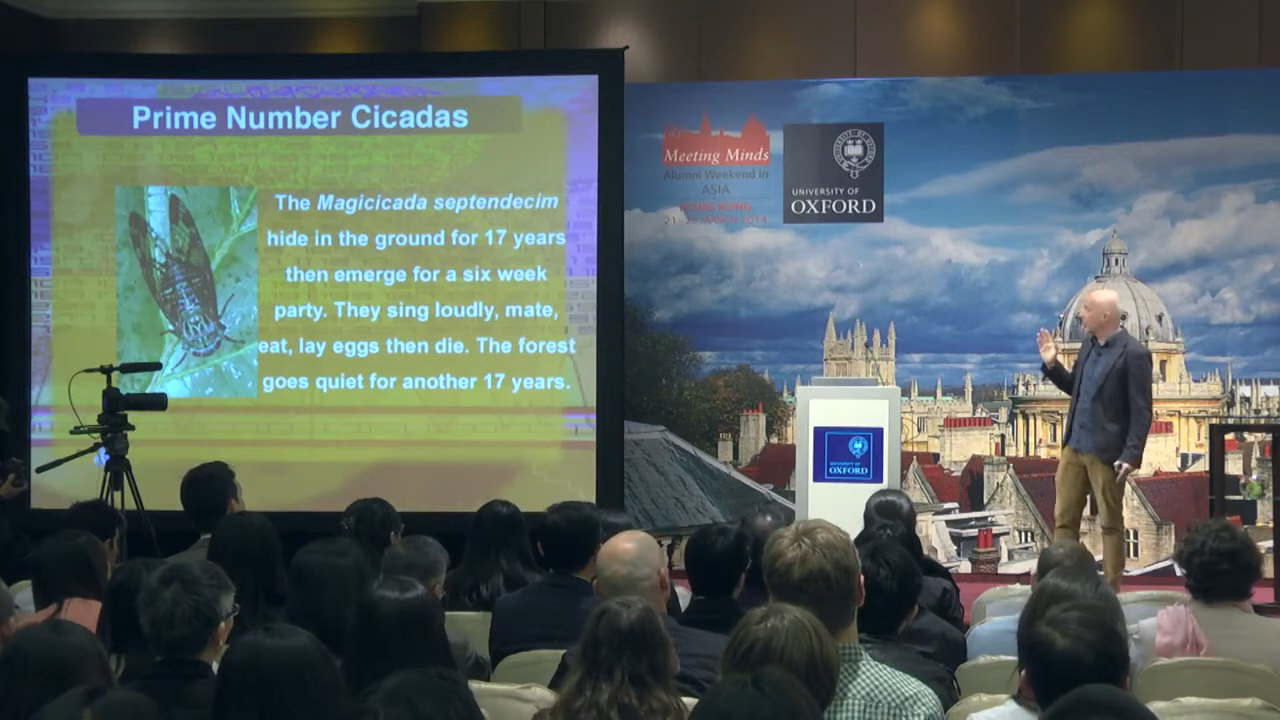 Prime Number Cicadas
The Magicicada septendecim
hide in the ground for 17 years
then emerge for a six week
party. They sing loudly, mate,
eat, lay eggs then die. The forest
goes quiet for another 17 years.
Meeting Minds
Alumni Weekend in
ASIA
HONG KONG
MARCH 2014
UNIVERSITY OF
OXFORD
UNIVERSITY OF
OXFORD